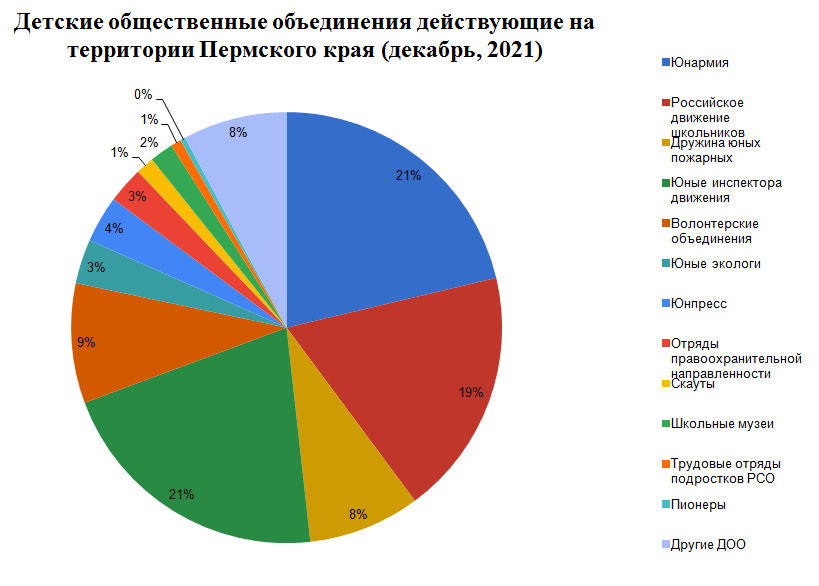 Детские общественные объединения действующие на
территории Пермского края (декабрь, 2021)
0%
1%
2%
1%
3%
4%
3%
9%
21%
8%
19%
21%
8%
Юнармия
Российское
движение
школьников
Дружина юных
пожарных
Юные инспектора
движения
Волонтерские
объединения
Юные экологи
Юнпресс
Отряды
правоохранительной
направленности
Скауты
Школьные музеи
Трудовые отряды
подростков РСО
Пионеры
Другие ДОО